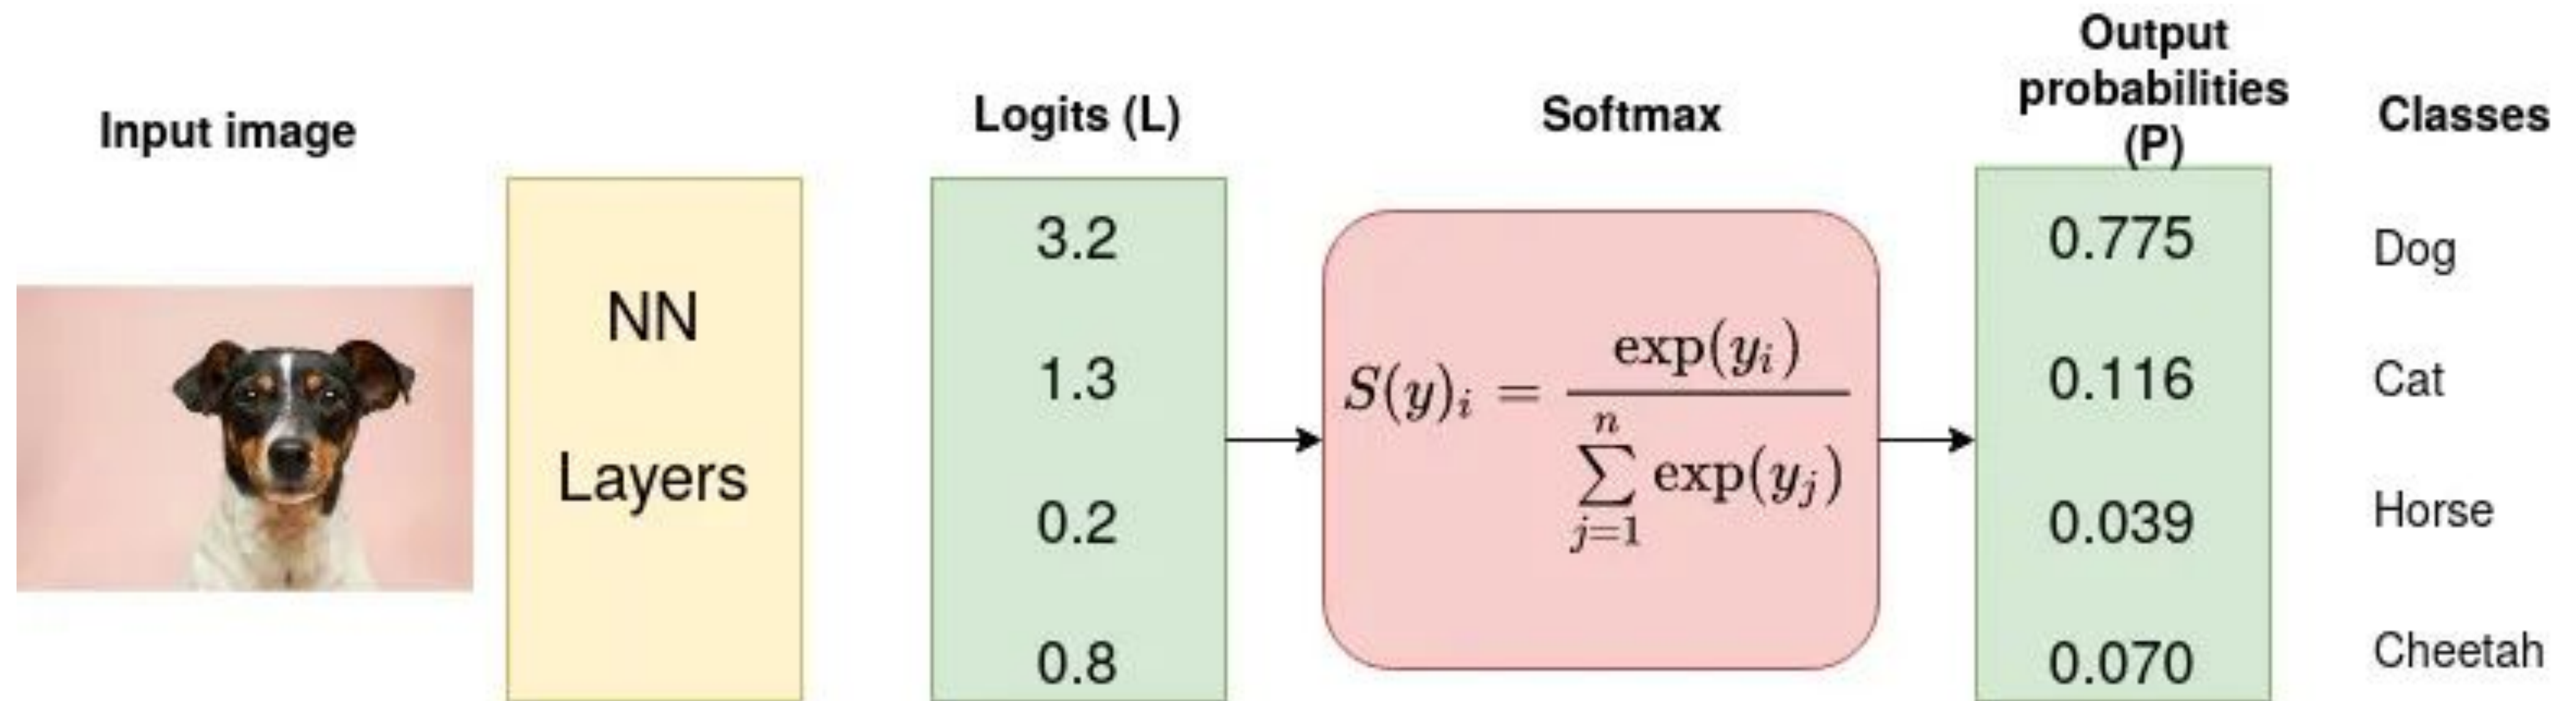 Input image
NN
Layers
Logits (L)
3.2
1.3
0.2
0.8
Softmax
S(y)_i = exp(y_i) / \sum_{j=1}^{n} exp(y_j)
Output
probabilities
(P)
0.775
0.116
0.039
0.070
Classes
Dog
Cat
Horse
Cheetah